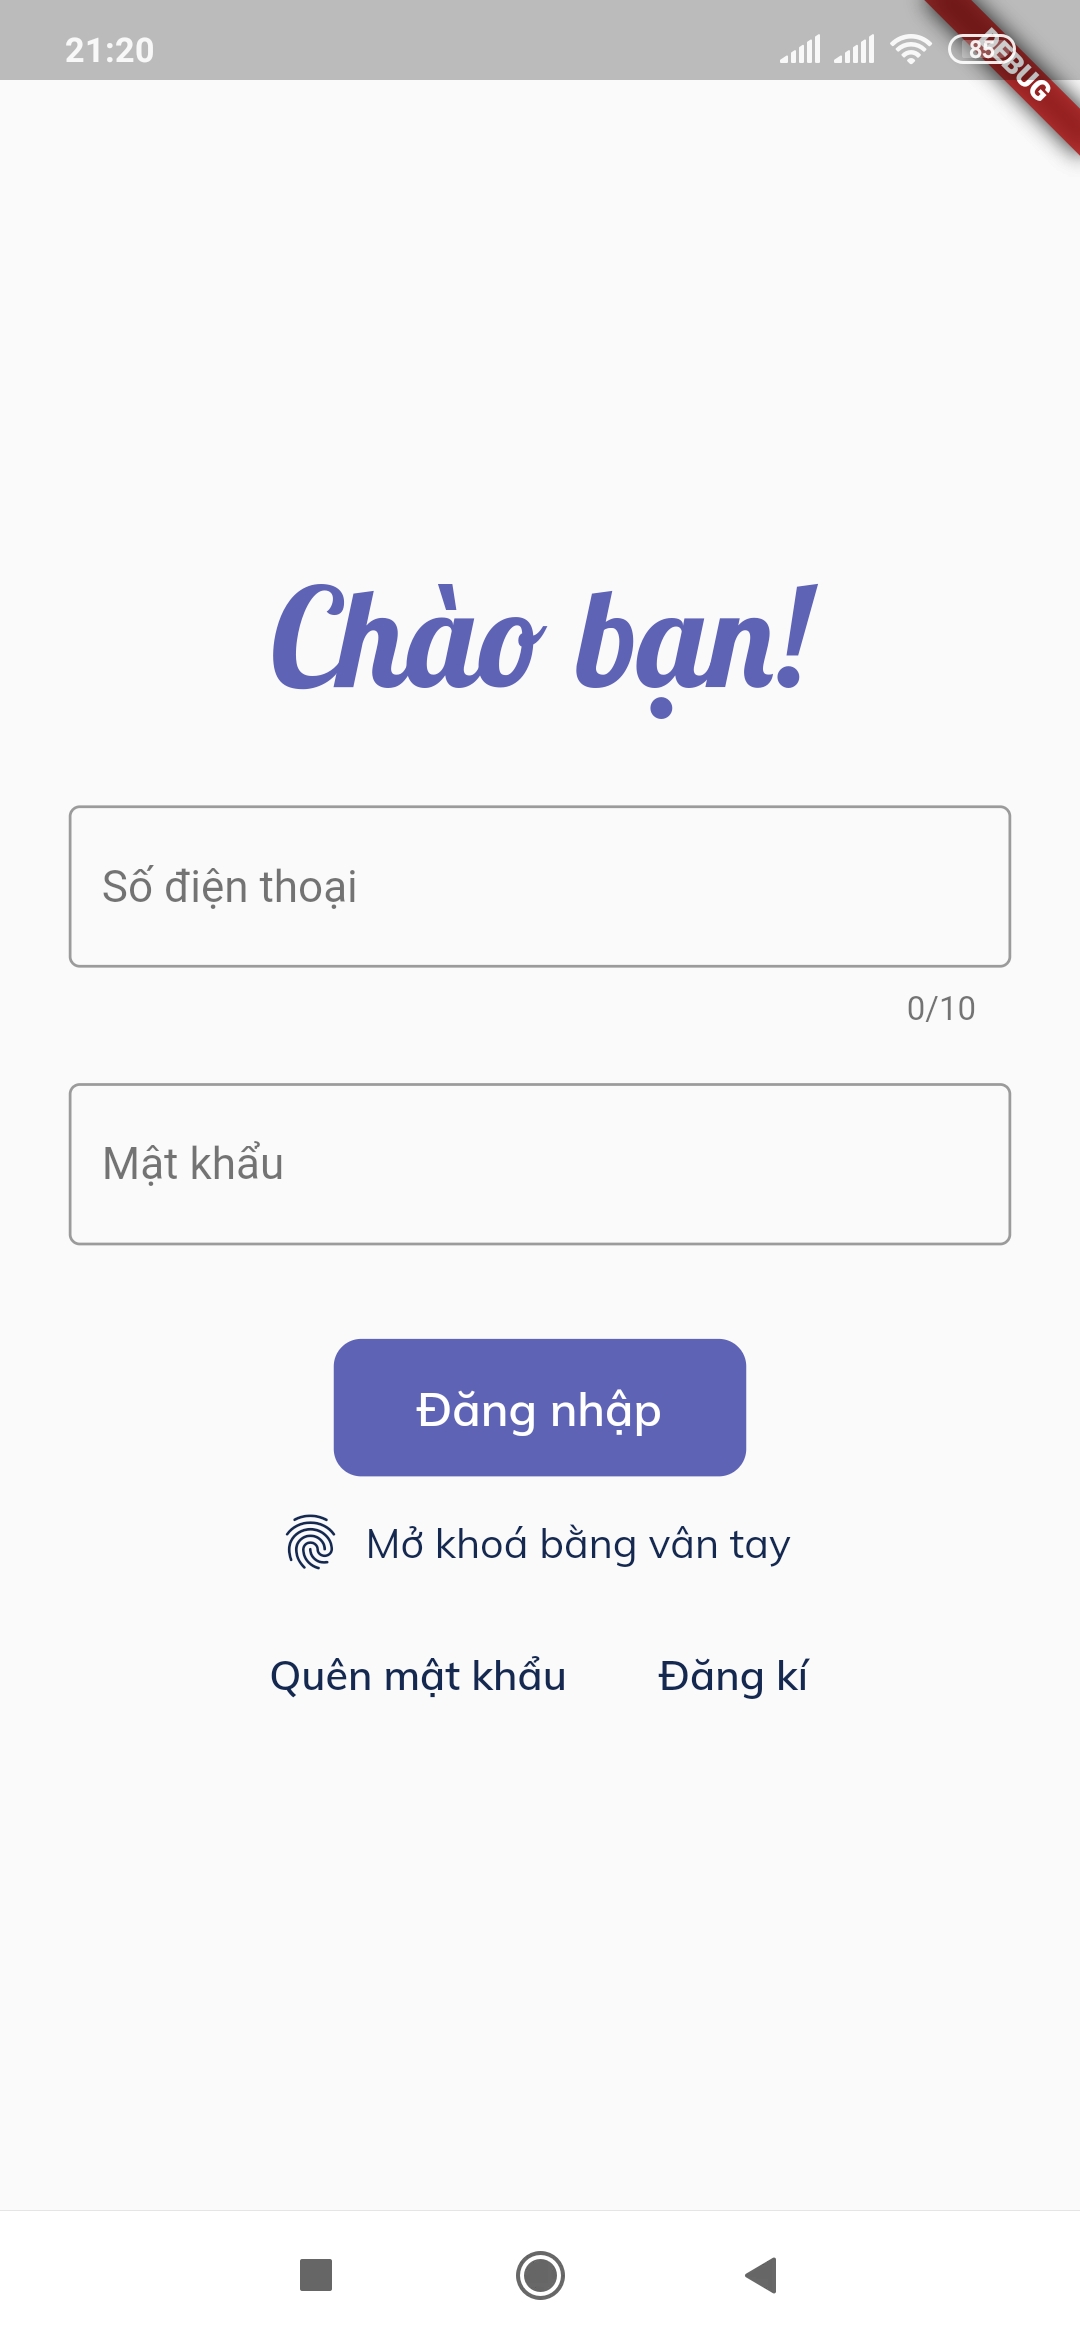 21:20
85
DEBUG
Chào bạn!
Số điện thoại
0/10
Mật khẩu
Đăng nhập
Mở khoá bằng vân tay
Quên mật khẩu Đăng kí